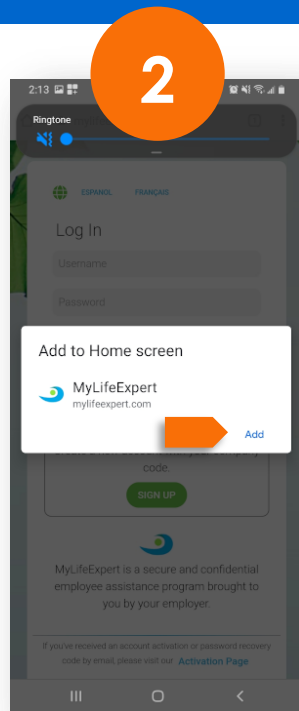 2
2:13
Ringtone
ESPANOL FRANÇAIS
Log In
Username
Password
Add to Home screen
MyLifeExpert
mylifeexpert.com
Add
code.
SIGN UP
MyLifeExpert is a secure and confidential
employee assistance program brought to
you by your employer.
If you've received an account activation or password recovery
code by email, please visit our Activation Page